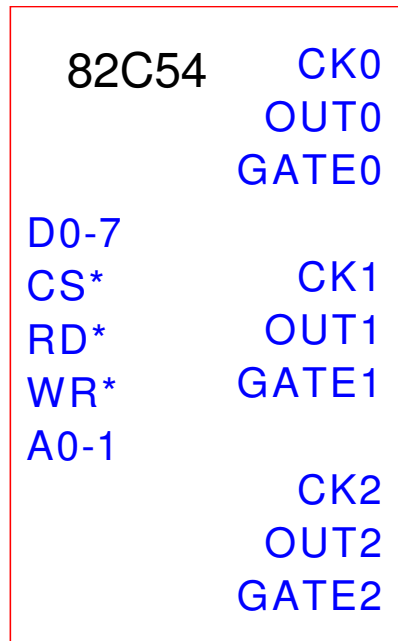 82C54
CK0
OUT0
GATE0
D0-7
CS*
RD*
WR*
A0-1
CK1
OUT1
GATE1
CK2
OUT2
GATE2